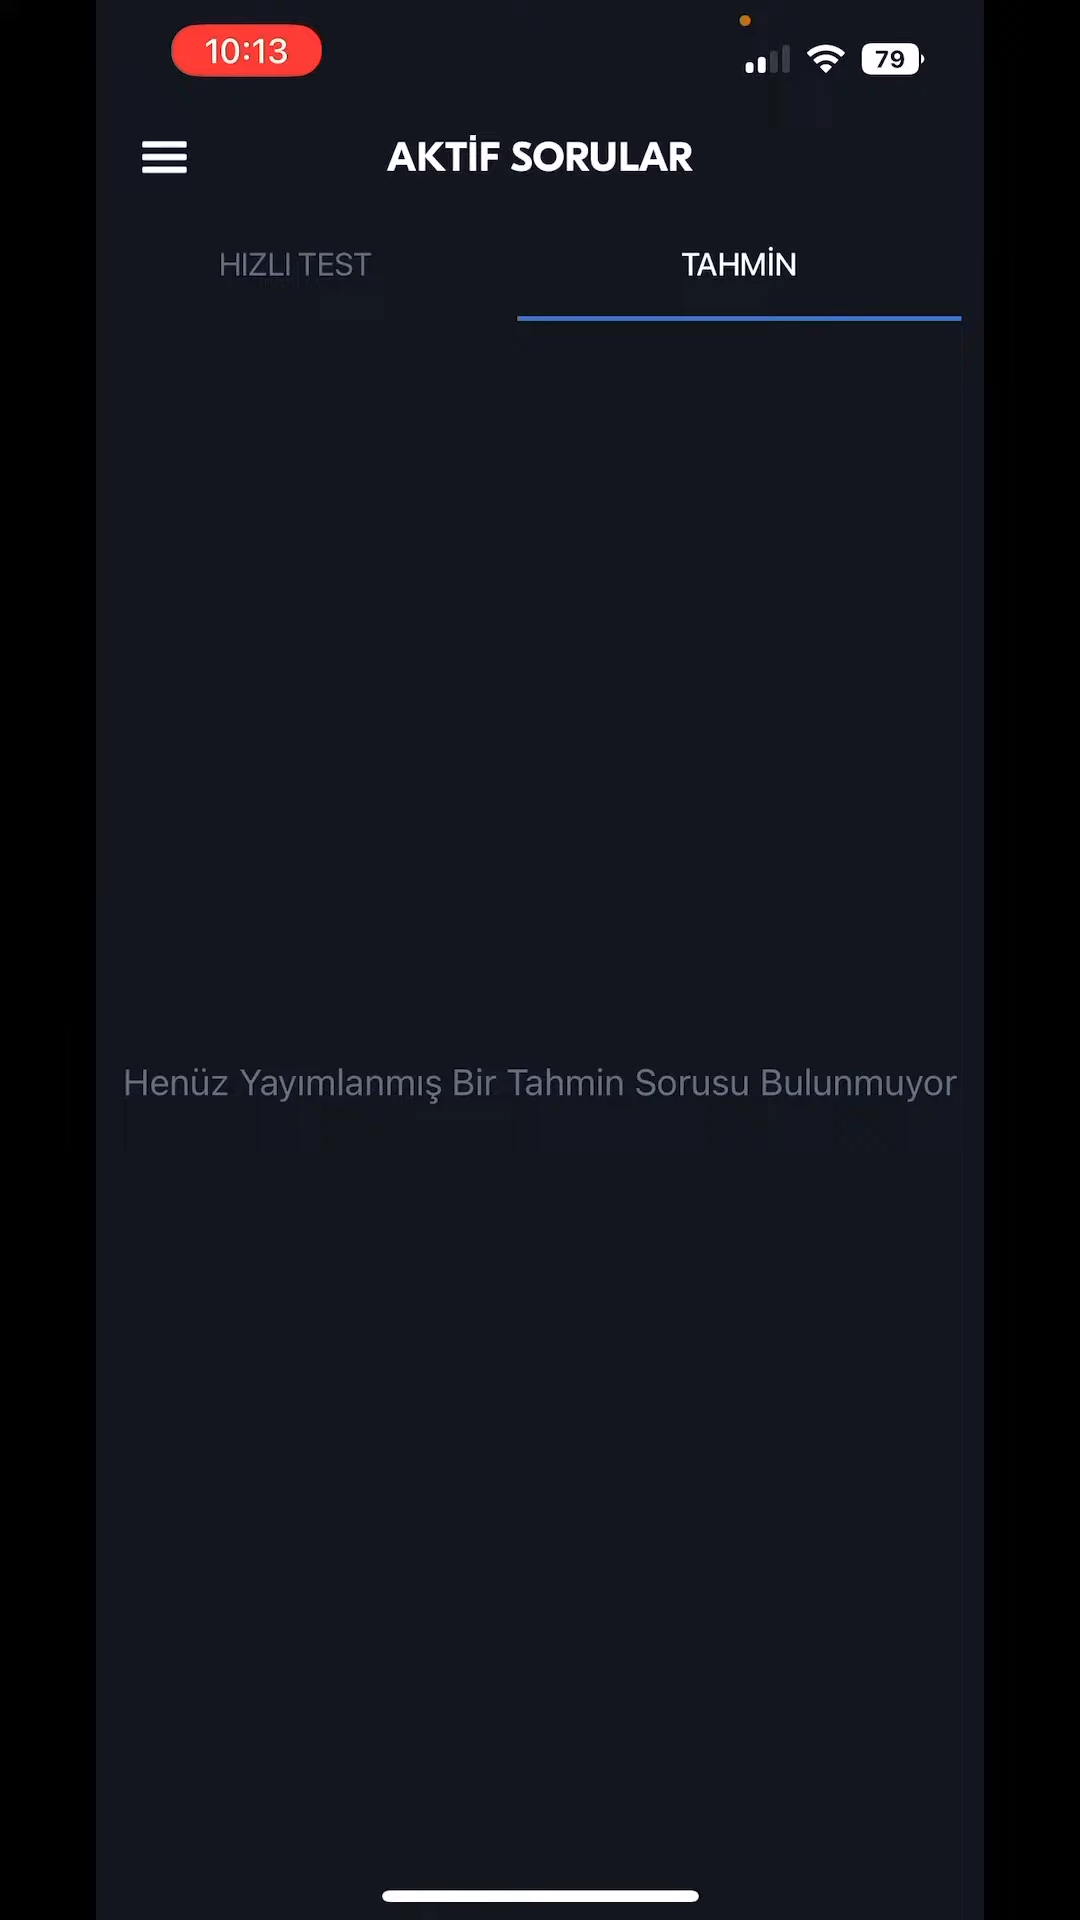 10:13
79
AKTİF SORULAR
HIZLI TEST
TAHMİN
Henüz Yayımlanmış Bir Tahmin Sorusu Bulunmuyor